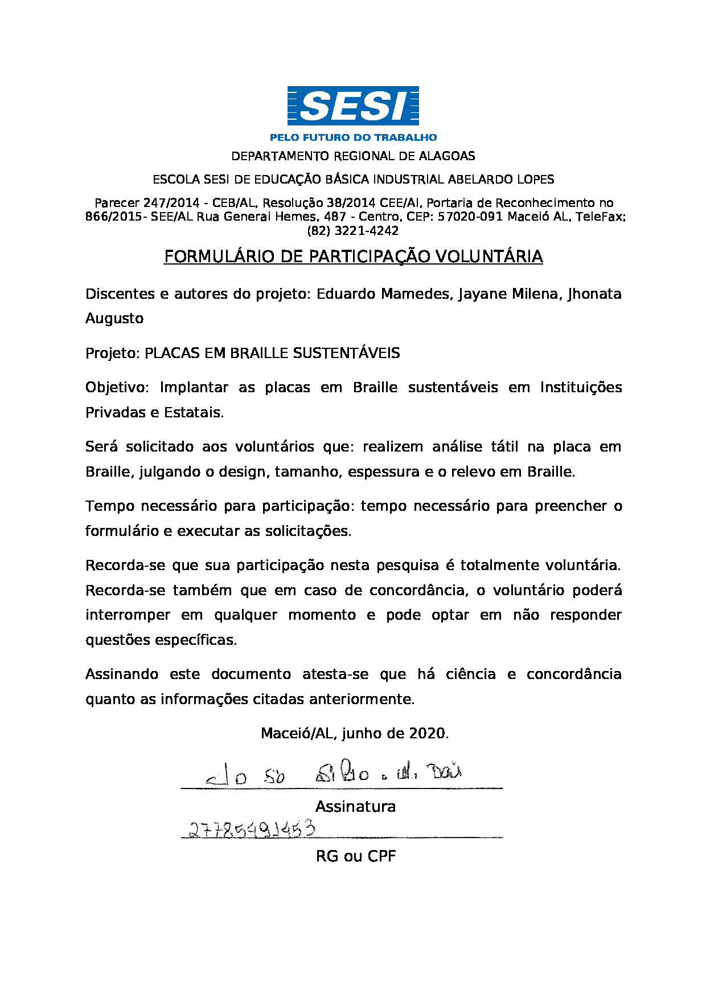 SESI
PELO FUTURO DO TRABALHO
DEPARTAMENTO REGIONAL DE ALAGOAS
ESCOLA SESI DE EDUCAÇÃO BÁSICA INDUSTRIAL ABELARDO LOPES
Parecer 247/2014 - CEB/AL, Resolução 38/2014 CEE/Al, Portaria de Reconhecimento no
866/2015- SEE/AL Rua Generai Hemes, 487 - Centro, CEP: 57020-091 Maceió AL, TeleFax;
(82) 3221-4242
FORMULÁRIO DE PARTICIPAÇÃO VOLUNTÁRIA
Discentes e autores do projeto: Eduardo Mamedes, Jayane Milena, Jhonata
Augusto
Projeto: PLACAS EM BRAILLE SUSTENTÁVEIS
Objetivo: Implantar as placas em Braille sustentáveis em Instituições
Privadas e Estatais.
Será solicitado aos voluntários que: realizem análise tátil na placa em
Braille, julgando o design, tamanho, espessura e o relevo em Braille.
Tempo necessário para participação: tempo necessário para preencher o
formulário e executar as solicitações.
Recorda-se que sua participação nesta pesquisa é totalmente voluntária.
Recorda-se também que em caso de concordância, o voluntário poderá
interromper em qualquer momento e pode optar em não responder
questões específicas.
Assinando este documento atesta-se que há ciência e concordância
quanto as informações citadas anteriormente.
Maceió/AL, junho de 2020.
Assinatura
27785491453
RG ou CPF